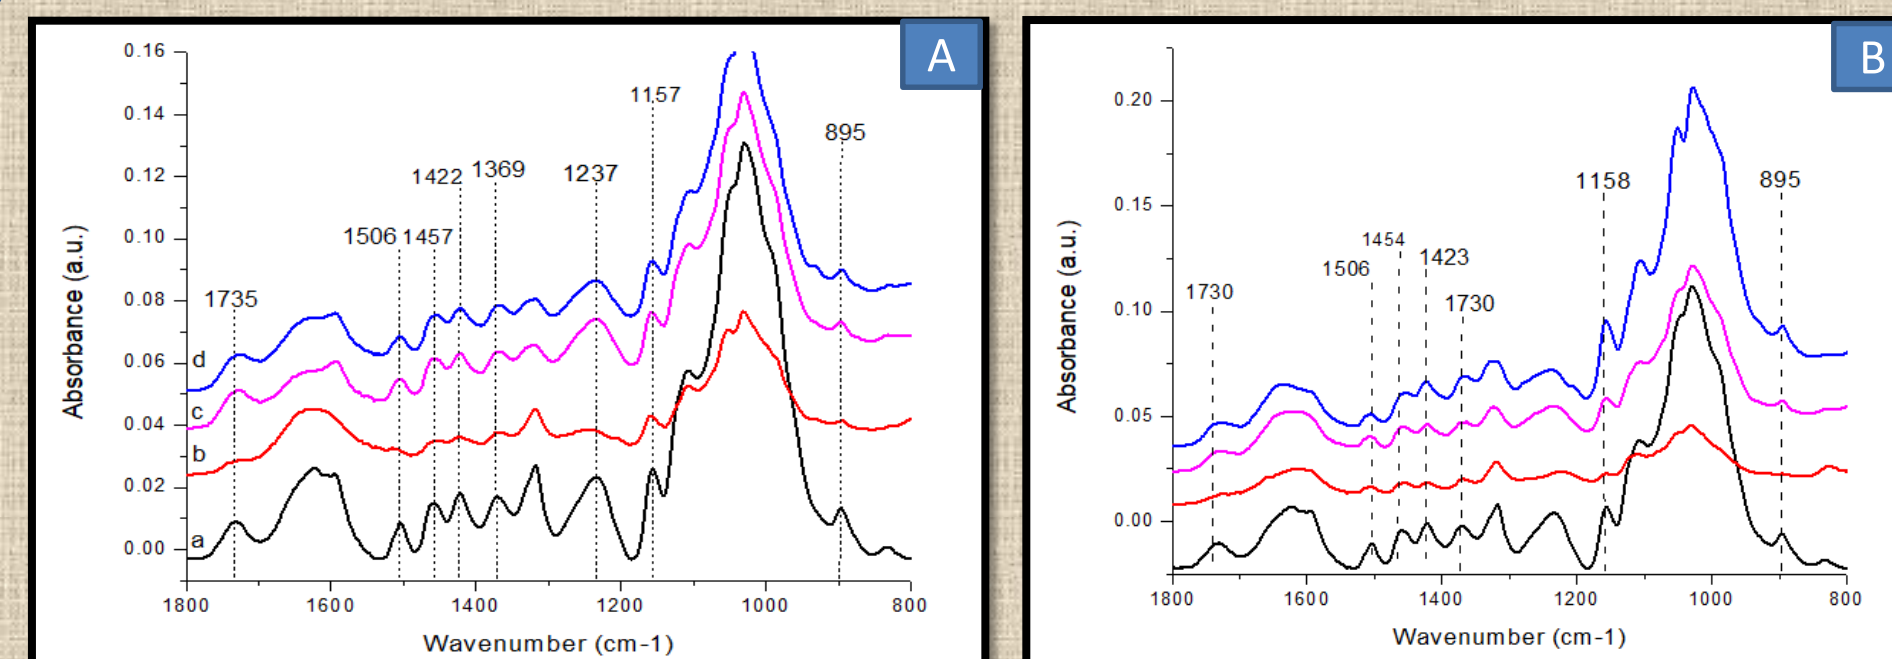 A
0.16
0.14
0.12
0.10
0.08
0.06
0.04
0.02
0.00
Absorbance (a.u.)
1735
1506
1457
1422
1369
1237
1157
895
d
c
b
a
1800 1600 1400 1200 1000 800
Wavenumber (cm-1)
B
0.20
0.15
0.10
0.05
0.00
Absorbance (a.u.)
1730
1506
1454
1423
1730
1158
895
1800 1600 1400 1200 1000 800
Wavenumber (cm-1)